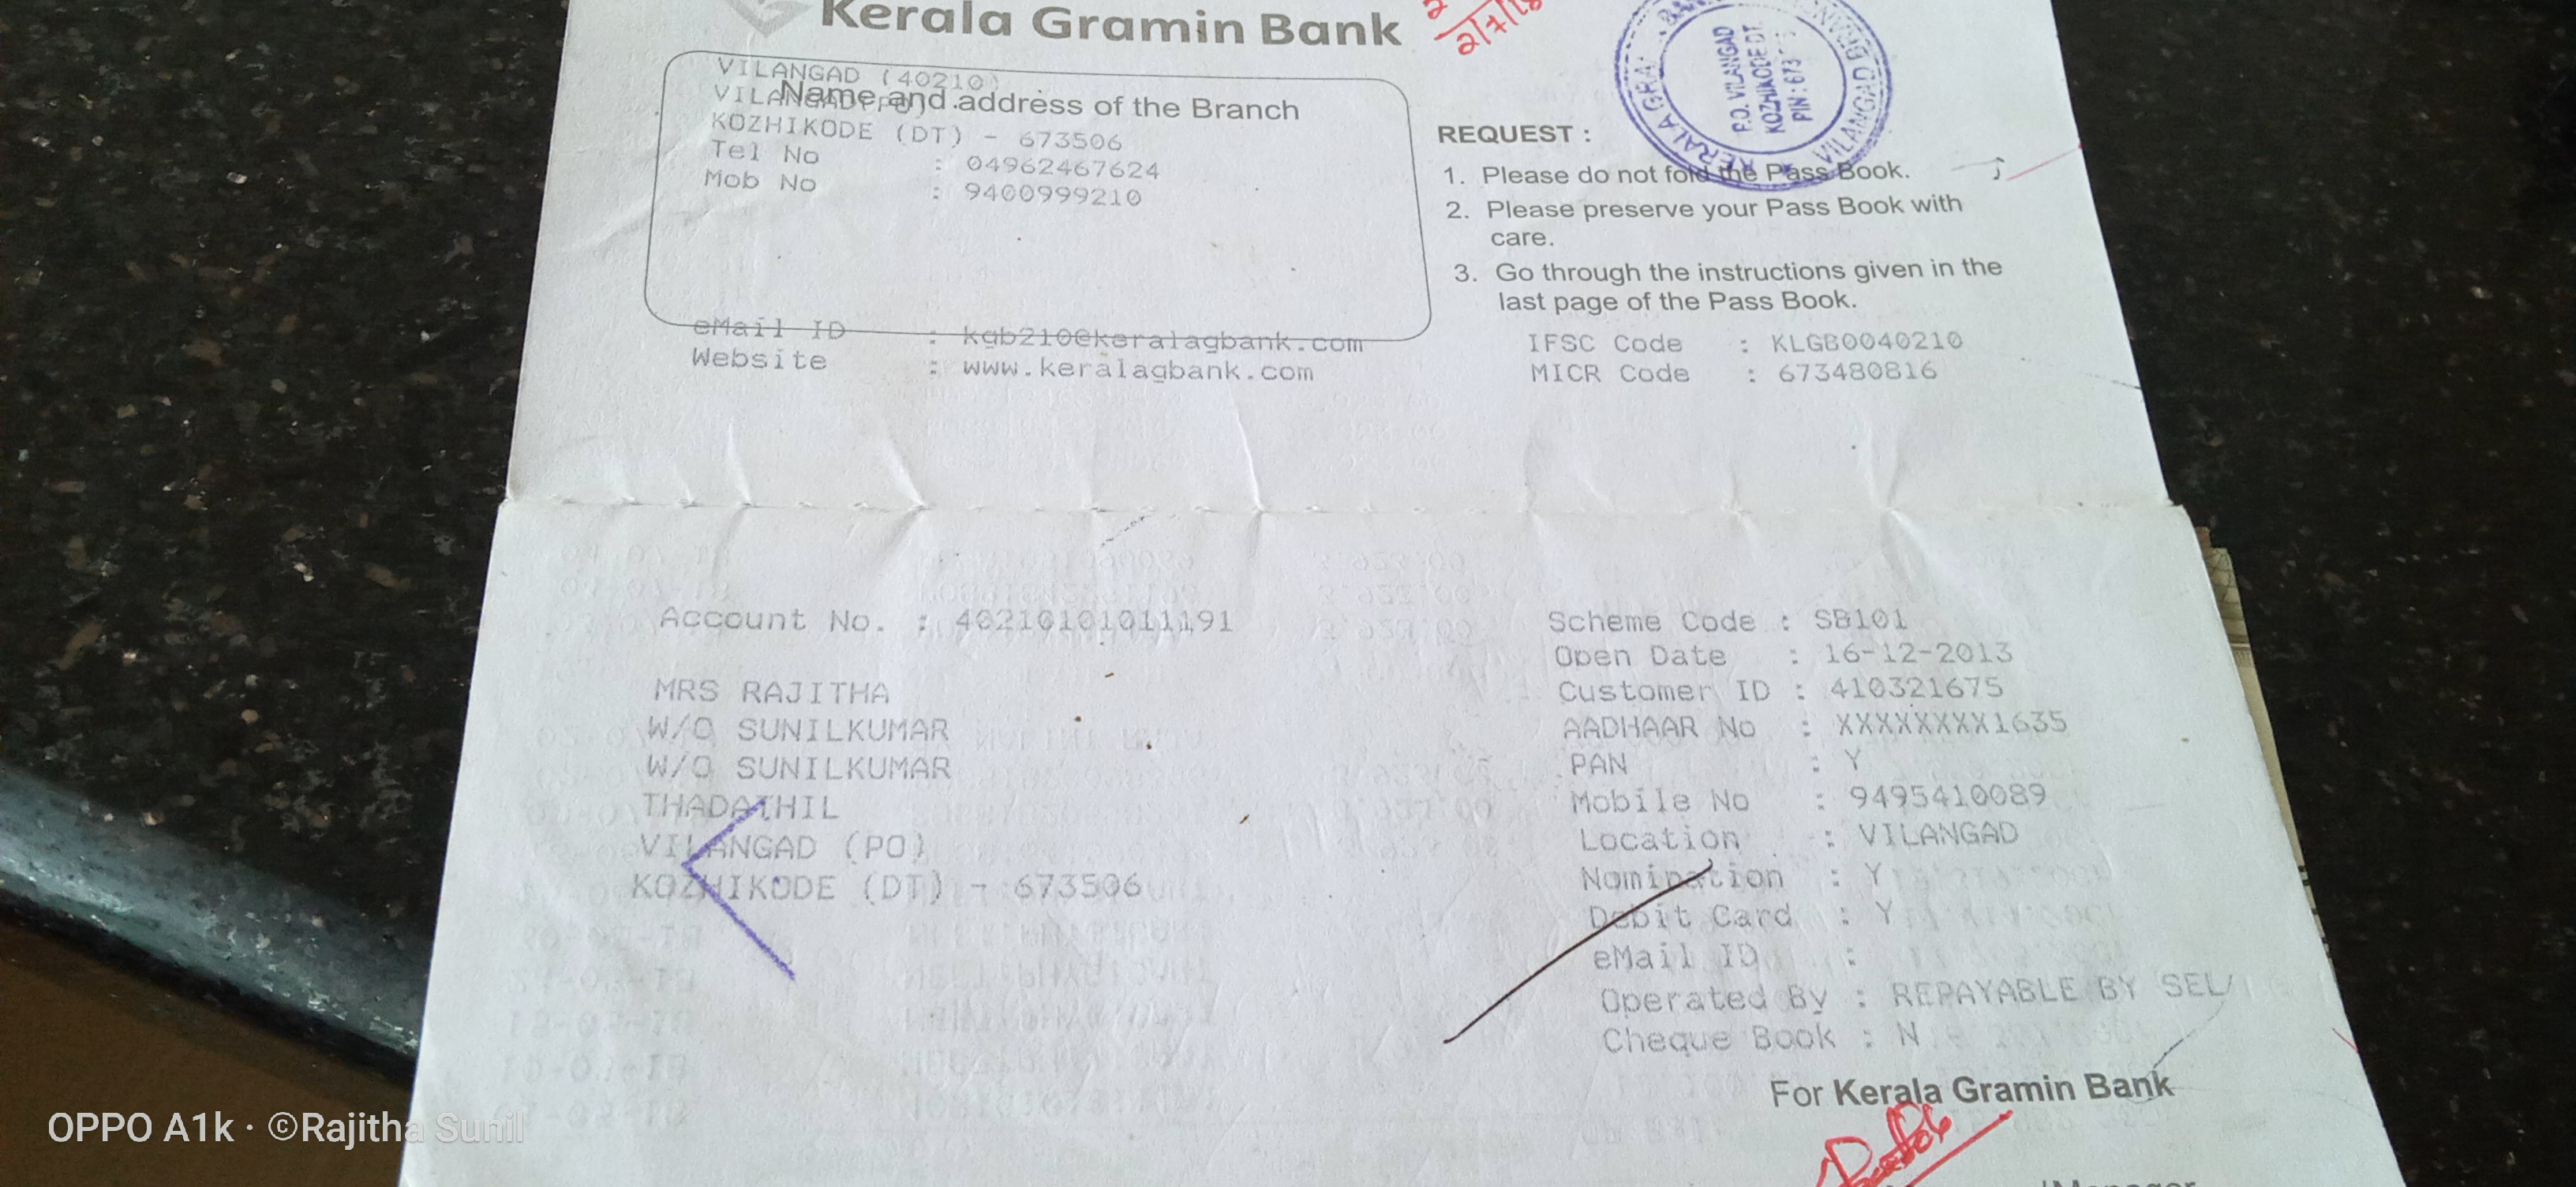 Kerala Gramin Bank
2/7/18
VILANGAD (40210)
VILANGAD(PO)
Name and address of the Branch
KOZHIKODE (DT) - 673506
Tel No : 04962467624
Mob No : 9400999210
eMail ID : kgb210@keralagbank.com
Website : www.keralagbank.com
KERALA GRA
VILANGAD
P.O. VILANGAD
KOZHIKODE DT.
PIN: 673
REQUEST :
1. Please do not fold the Pass Book.
2. Please preserve your Pass Book with
care.
3. Go through the instructions given in the
last page of the Pass Book.
IFSC Code : KLGB0040210
MICR Code : 673480816
Account No. : 40210101011191
MRS RAJITHA
W/O SUNILKUMAR
W/O SUNILKUMAR
THADATHIL
VILANGAD (PO)
KOZHIKODE (DT) - 673506
Scheme Code : SB101
Open Date : 16-12-2013
Customer ID : 410321675
AADHAAR No : XXXXXXXX1635
PAN : Y
Mobile No : 9495410089
Location : VILANGAD
Nomination : Y
Debit Card : Y
eMail ID :
Operated By : REPAYABLE BY SEL
Cheque Book : N
For Kerala Gramin Bank
OPPO A1k · ©Rajitha Sunil